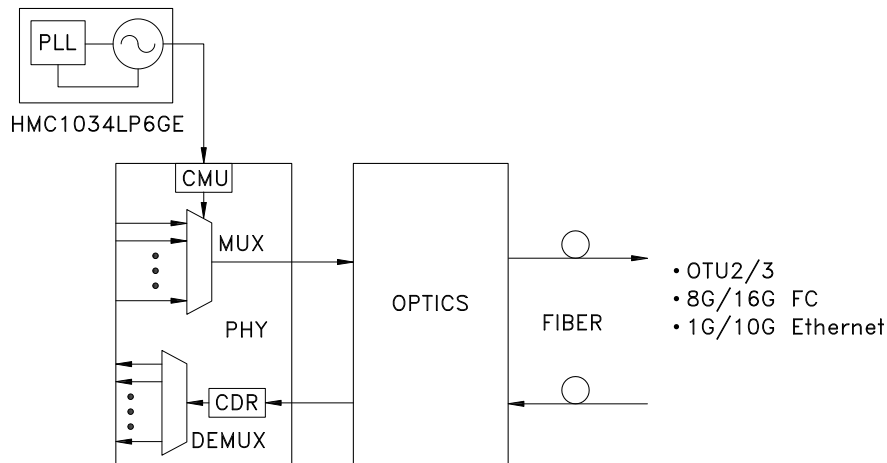 PLL
HMC1034LP6GE
CMU
MUX
PHY
OPTICS
FIBER
• OTU2/3
• 8G/16G FC
• 1G/10G Ethernet
CDR
DEMUX